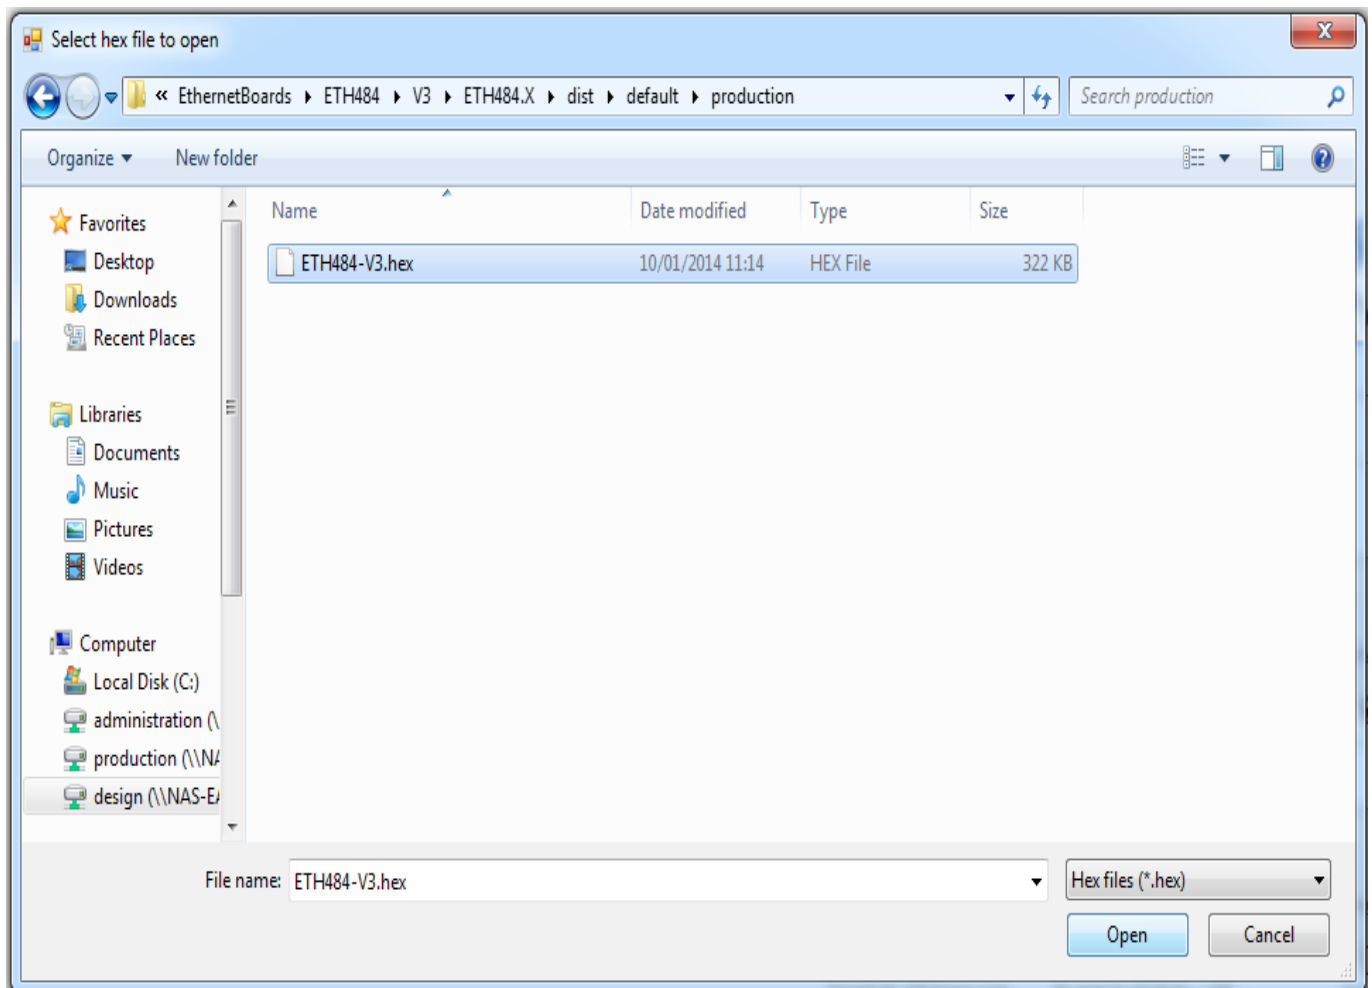 Select hex file to open
X
« EthernetBoards ▸ ETH484 ▸ V3 ▸ ETH484.X ▸ dist ▸ default ▸ production
Search production
Organize ▾ New folder
Name Date modified Type Size
ETH484-V3.hex 10/01/2014 11:14 HEX File 322 KB
Favorites
Desktop
Downloads
Recent Places
Libraries
Documents
Music
Pictures
Videos
Computer
Local Disk (C:)
administration (\
production (\\NA
design (\\NAS-EA
File name: ETH484-V3.hex
Hex files (*.hex)
Open Cancel